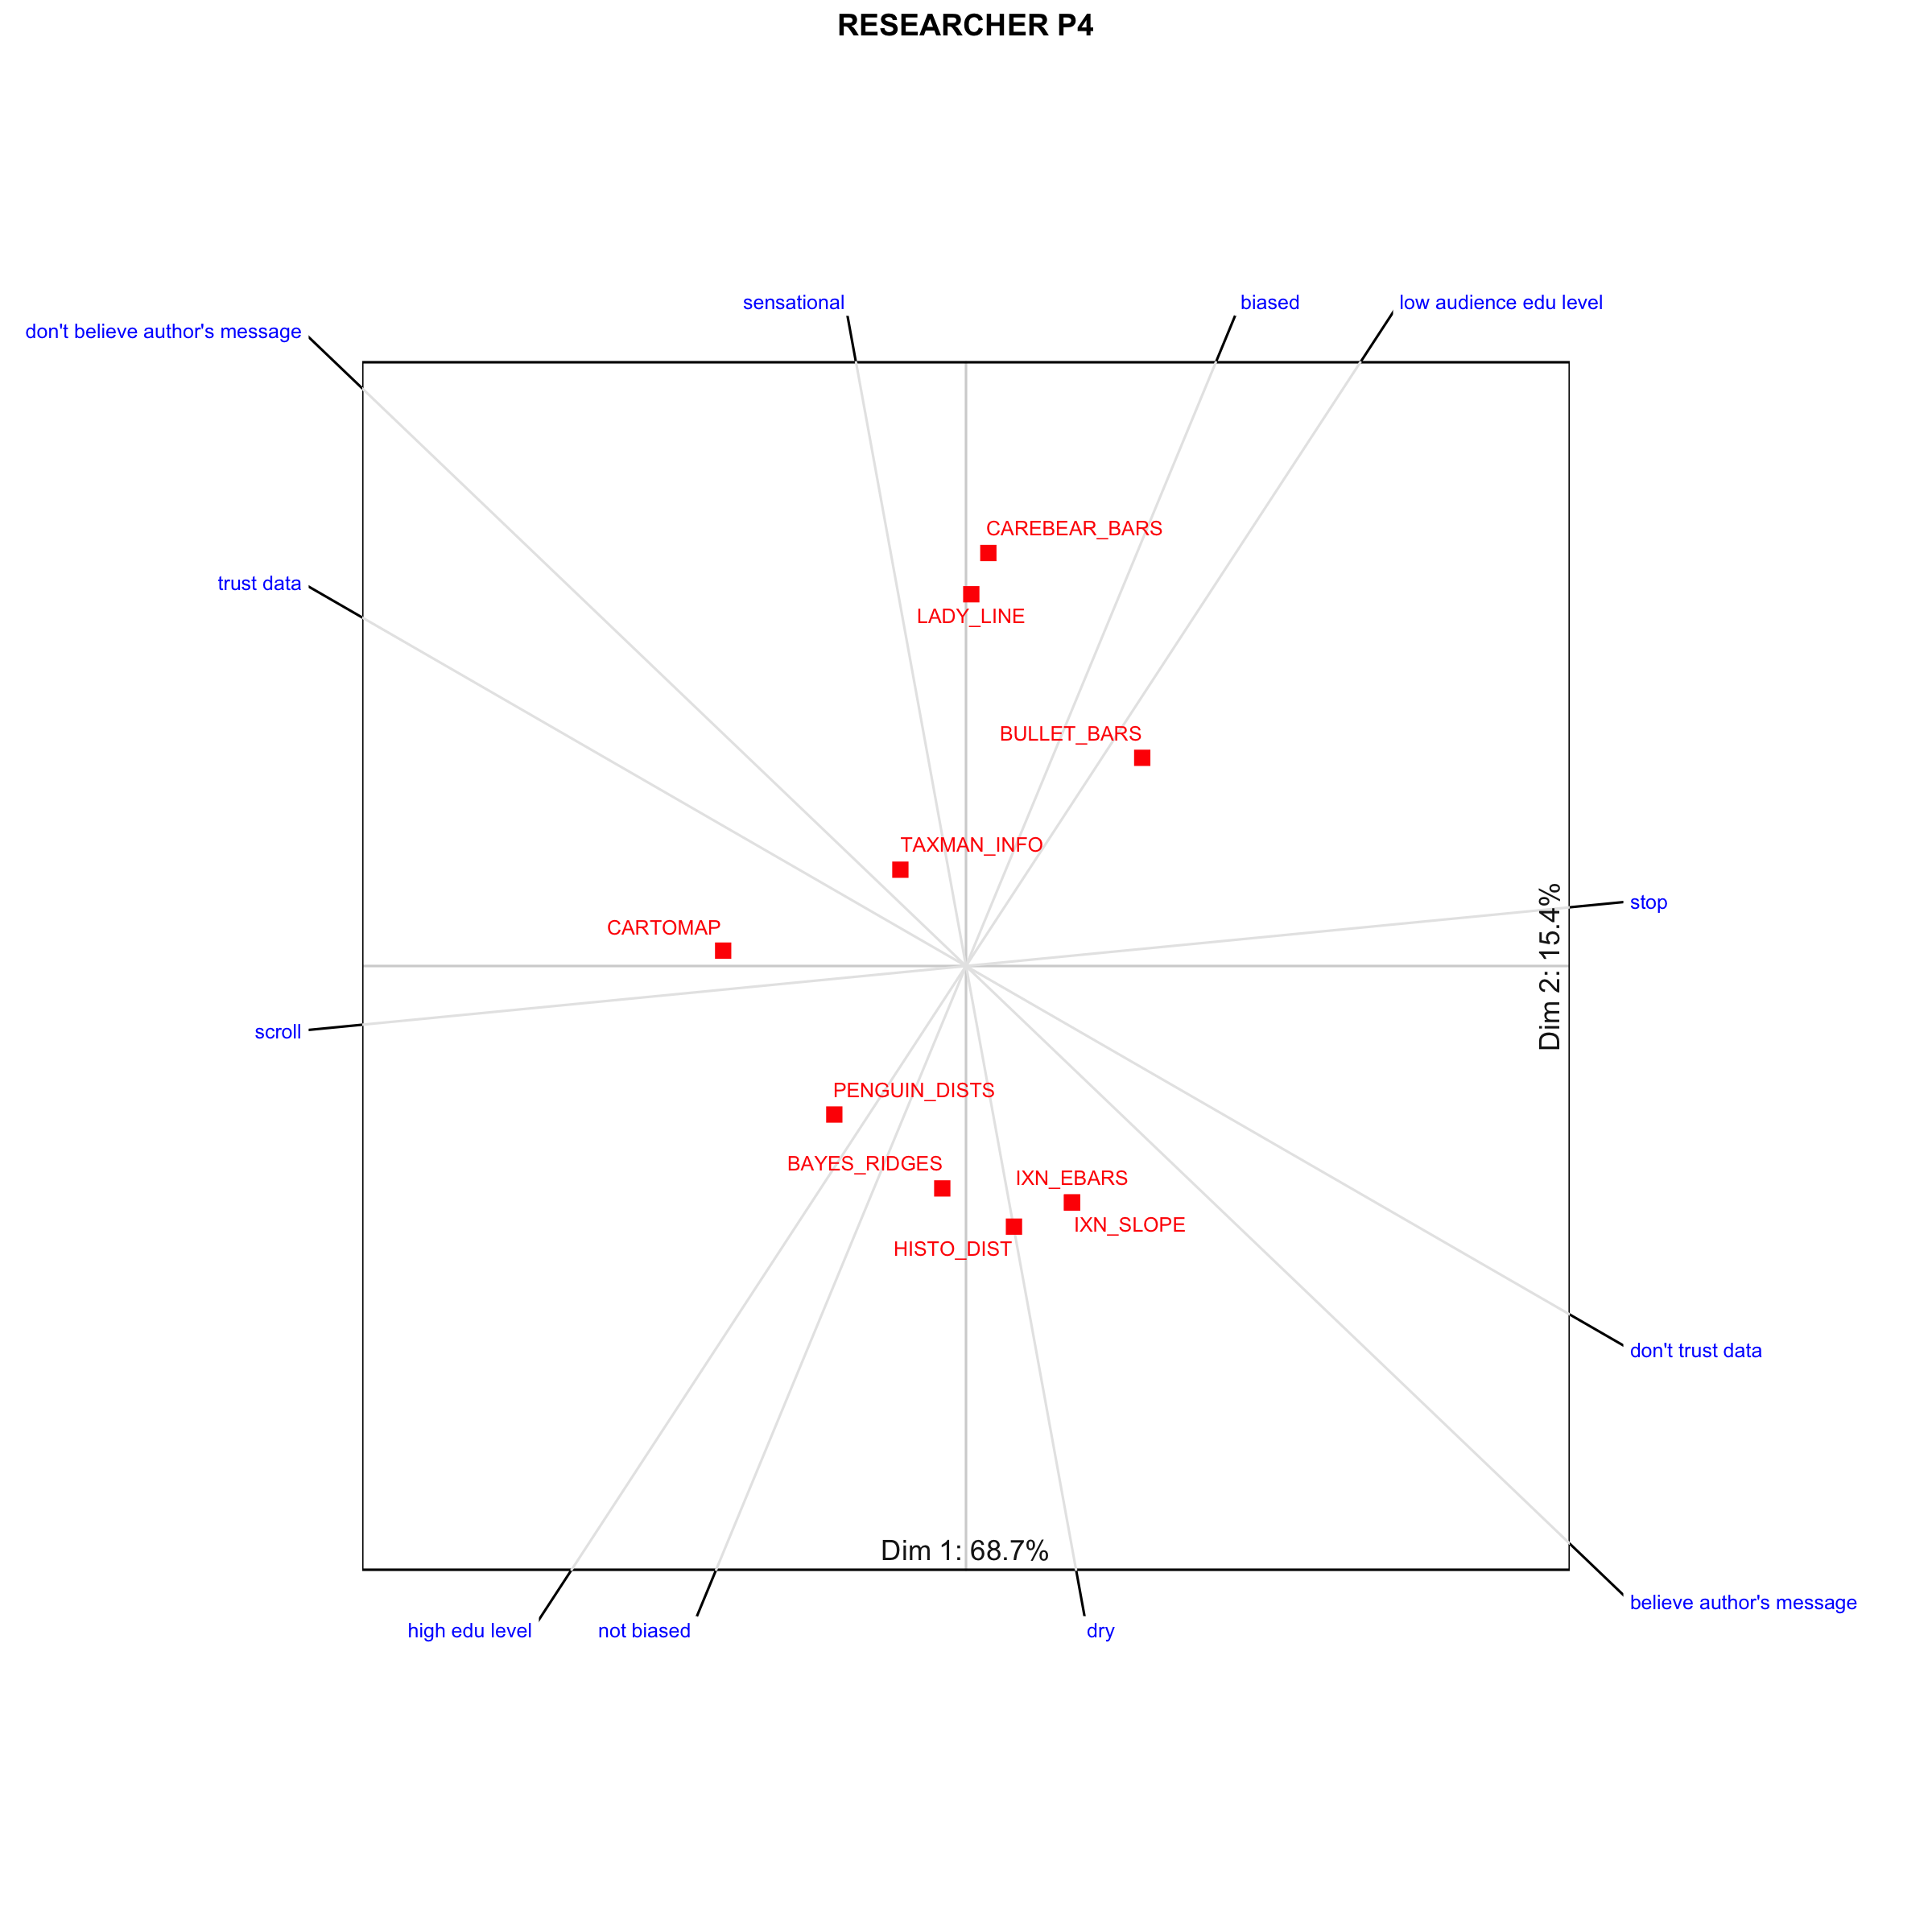 RESEARCHER P4
sensational
biased
low audience edu level
don't believe author's message
CAREBEAR_BARS
trust data
LADY_LINE
BULLET_BARS
TAXMAN_INFO
stop
CARTOMAP
Dim 2: 15.4%
scroll
PENGUIN_DISTS
BAYES_RIDGES
IXN_EBARS
IXN_SLOPE
HISTO_DIST
don't trust data
Dim 1: 68.7%
believe author's message
high edu level
not biased
dry